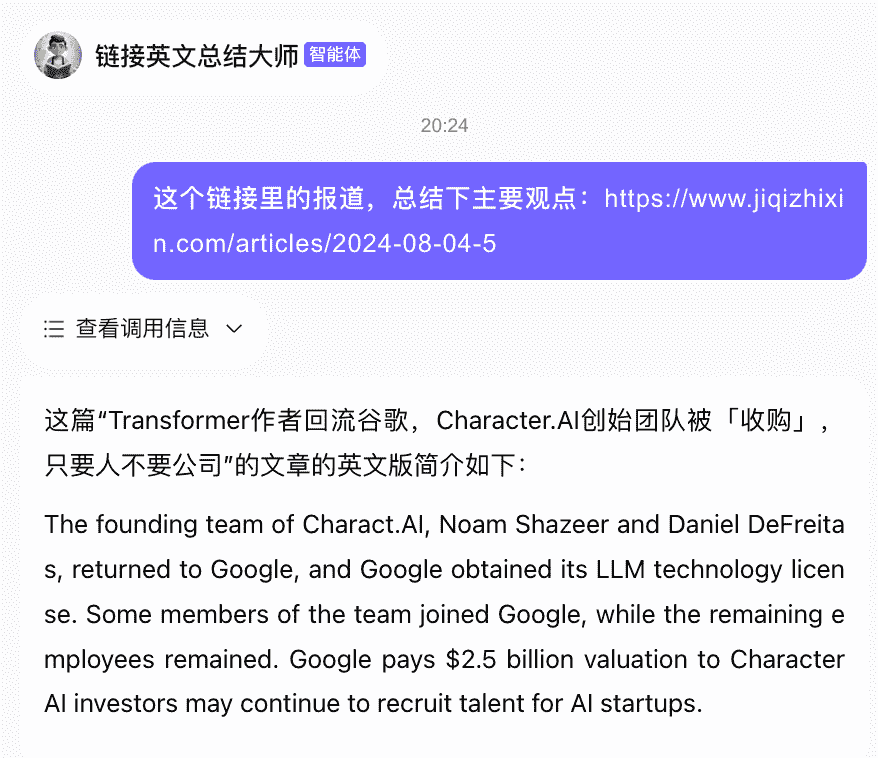 链接英文总结大师 智能体
20:24
这个链接里的报道，总结下主要观点：https://www.jiqizhixi
n.com/articles/2024-08-04-5
查看调用信息
这篇“Transformer作者回流谷歌，Character.AI创始团队被「收购」，
只要人不要公司”的文章的英文版简介如下：
The founding team of Charact.AI, Noam Shazeer and Daniel DeFreita
s, returned to Google, and Google obtained its LLM technology licen
se. Some members of the team joined Google, while the remaining e
mployees remained. Google pays $2.5 billion valuation to Character
AI investors may continue to recruit talent for AI startups.